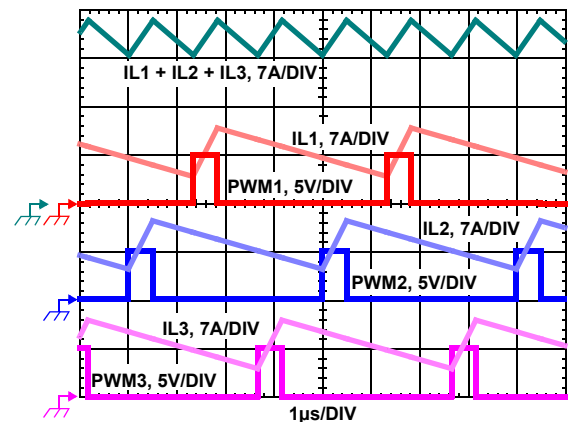 IL1 + IL2 + IL3, 7A/DIV
IL1, 7A/DIV
PWM1, 5V/DIV
IL2, 7A/DIV
PWM2, 5V/DIV
IL3, 7A/DIV
PWM3, 5V/DIV
1µs/DIV